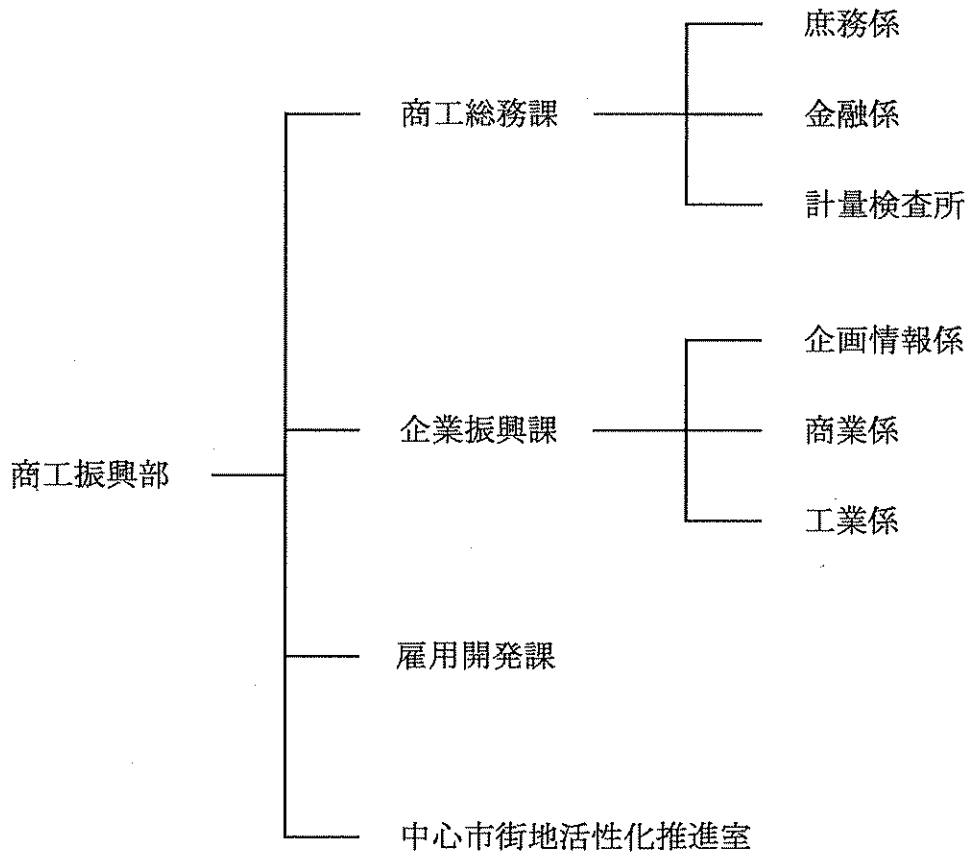 商工振興部
商工総務課
庶務係
金融係
計量検査所
企業振興課
企画情報係
商業係
工業係
雇用開発課
中心市街地活性化推進室